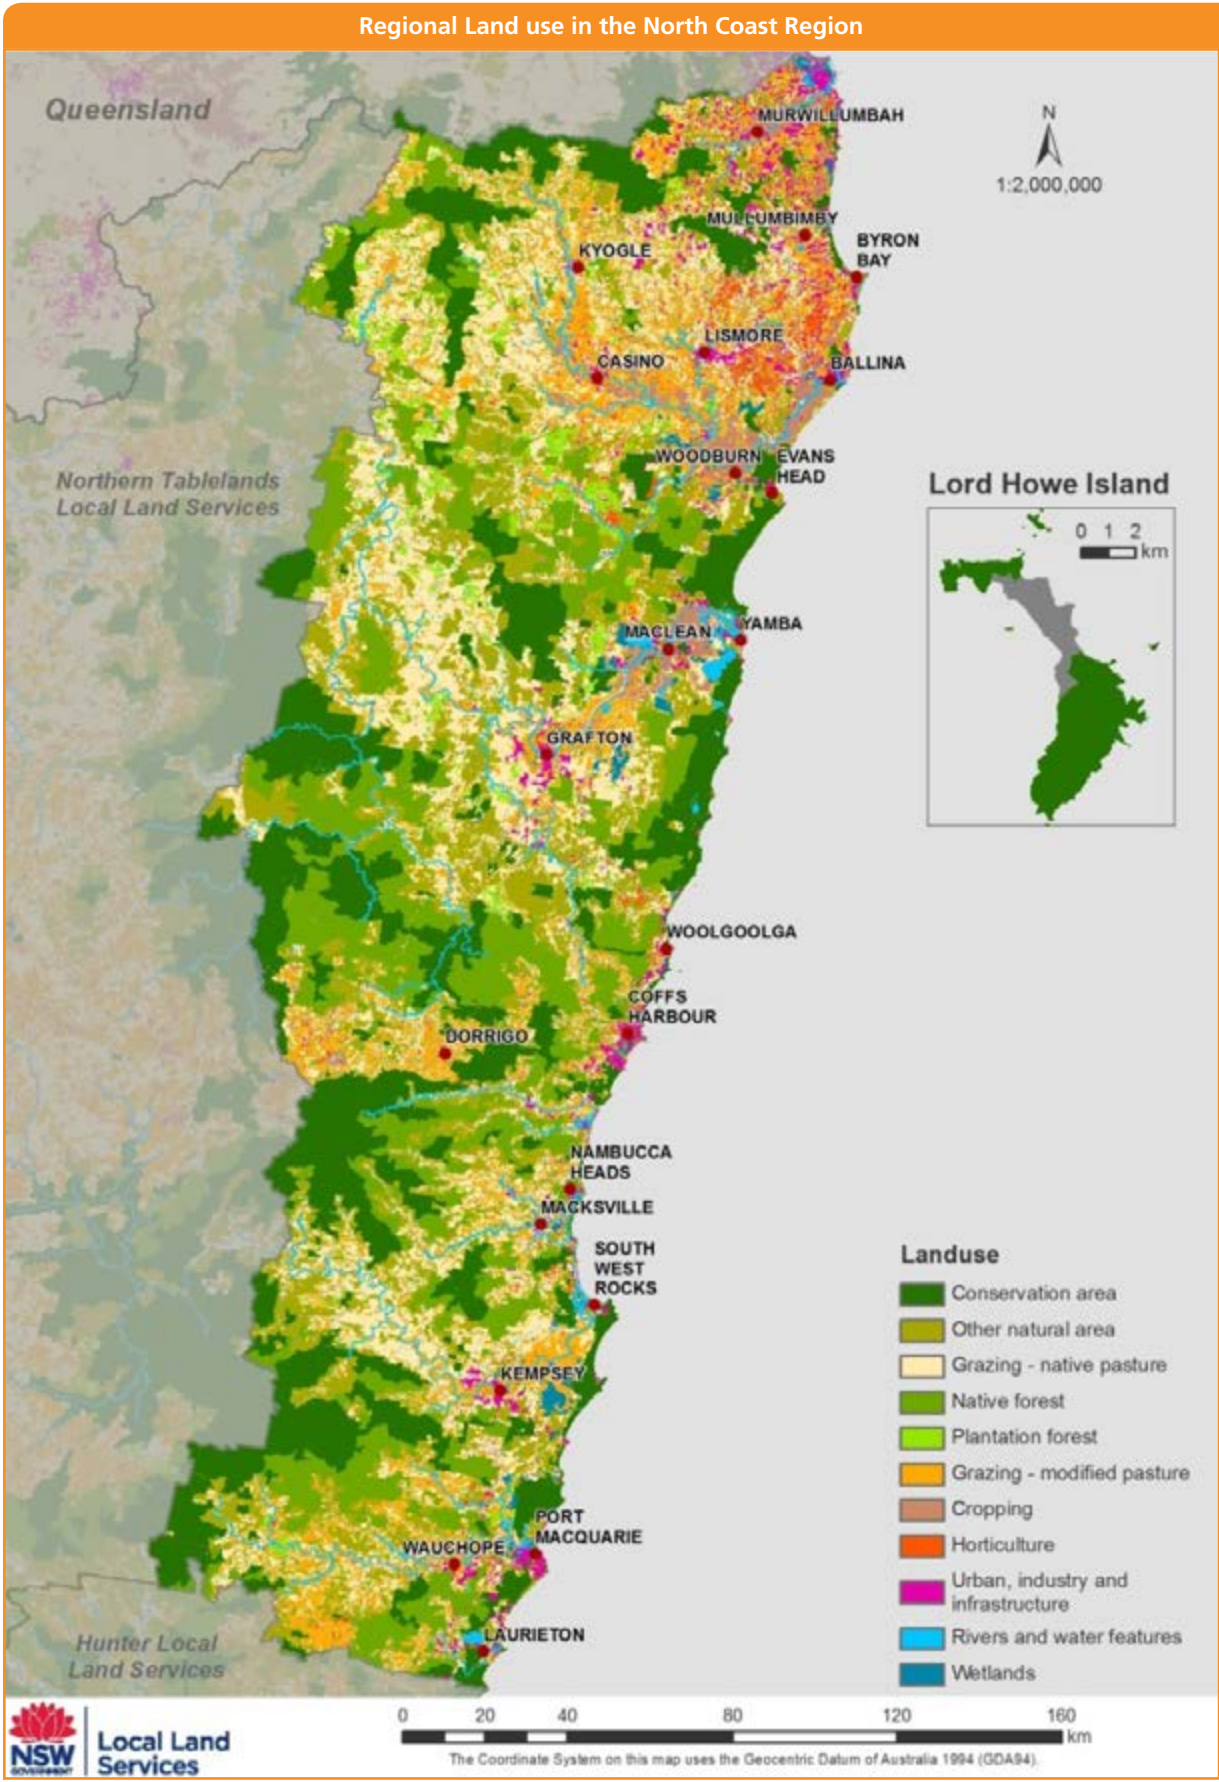 Regional Land use in the North Coast Region
Queensland
N
1:2,000,000
MURWILLUMBAH
MULLUMBIMBY
BYRON
BAY
KYOGLE
LISMORE
CASINO
BALLINA
WOODBURN
EVANS
HEAD
Northern Tablelands
Local Land Services
Lord Howe Island
0 1 2
km
MACLEAN
YAMBA
GRAFTON
WOOLGOOLGA
COFFS
HARBOUR
DORRIGO
NAMBUCCA
HEADS
MACKSVILLE
SOUTH
WEST
ROCKS
KEMPSEY
PORT
MACQUARIE
WAUCHOPE
LAURIETON
Hunter Local
Land Services
Landuse
Conservation area
Other natural area
Grazing - native pasture
Native forest
Plantation forest
Grazing - modified pasture
Cropping
Horticulture
Urban, industry and
infrastructure
Rivers and water features
Wetlands
NSW
GOVERNMENT
Local Land
Services
0 20 40 80 120 160
km
The Coordinate System on this map uses the Geocentric Datum of Australia 1994 (GDA94).